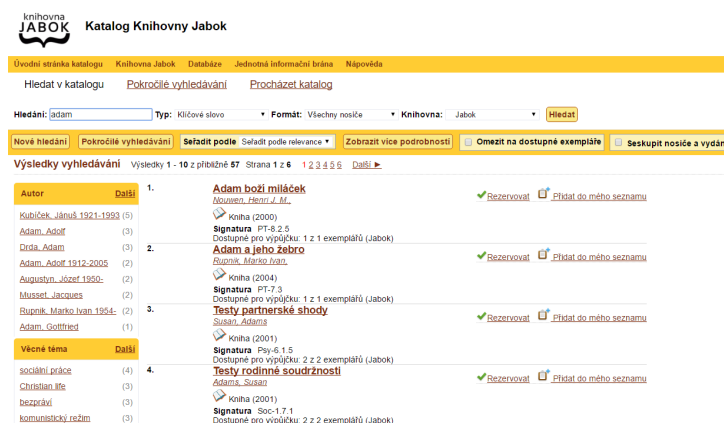 knihovna
JABOK
Katalog Knihovny Jabok
Úvodní stránka katalogu Knihovna Jabok Databáze Jednotná informační brána Nápověda
Hledat v katalogu Pokročilé vyhledávání Procházet katalog
Hledání: adam Typ: Klíčové slovo Formát: Všechny nosiče Knihovna: Jabok Hledat
Nové hledání Pokročilé vyhledávání Seřadit podle Seřadit podle relevance Zobrazit více podrobností Omezit na dostupné exempláře Seskupit nosiče a vydán
Výsledky vyhledávání Výsledky 1 - 10 z přibližně 57 Strana 1 z 6 1 2 3 4 5 6 Další ►
Autor Další
Kubíček, Jánuš 1921-1993 (5)
Adam, Adolf (3)
Drda, Adam (3)
Adam, Adolf 1912-2005 (2)
Augustyn, Józef 1950- (2)
Musset, Jacques (2)
Rupnik, Marko Ivan 1954- (2)
Adam, Gottfried (1)
Věcné téma Další
sociální práce (4)
Christian life (3)
bezpráví (3)
komunistický režim (3)
1. Adam boží miláček
Nouwen, Henri J. M.,
Kniha (2000)
Signatura PT-8.2.5
Dostupné pro výpůjčku: 1 z 1 exemplářů (Jabok)
Rezervovat Přidat do mého seznamu
2. Adam a jeho žebro
Rupnik, Marko Ivan,
Kniha (2004)
Signatura PT-7.3
Dostupné pro výpůjčku: 1 z 1 exemplářů (Jabok)
Rezervovat Přidat do mého seznamu
3. Testy partnerské shody
Susan, Adams
Kniha (2001)
Signatura Psy-6.1.5
Dostupné pro výpůjčku: 2 z 2 exemplářů (Jabok)
Rezervovat Přidat do mého seznamu
4. Testy rodinné soudržnosti
Adams, Susan
Kniha (2001)
Signatura Soc-1.7.1
Dostupné pro výpůjčku: 2 z 2 exemplářů (Jabok)
Rezervovat Přidat do mého seznamu